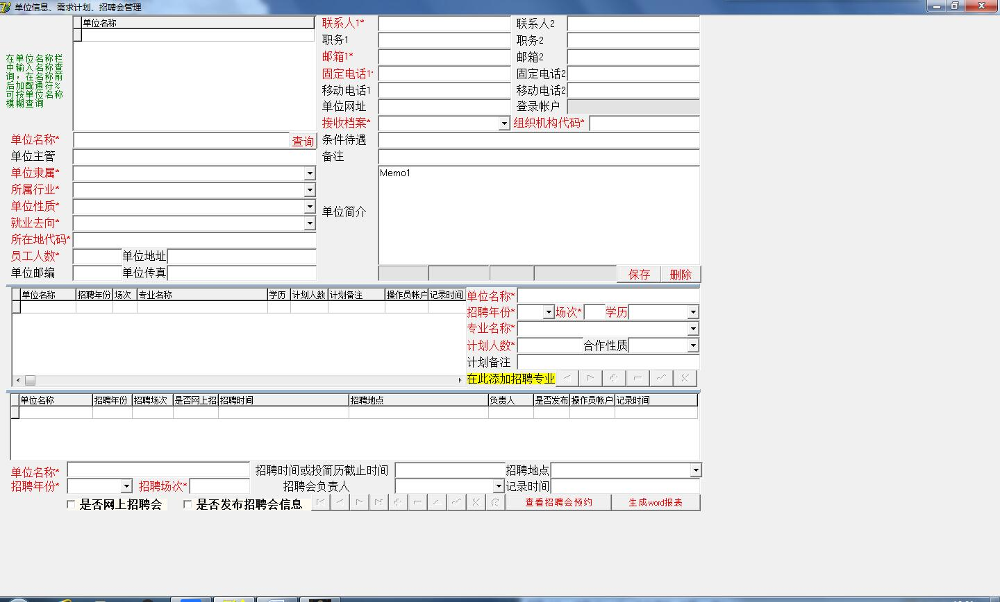 单位信息、需求计划、招聘会管理
单位名称
在单位名称栏
中输入名称查
询，在名称前
后加配通符%
可按单位名称
模糊查询
联系人1* 联系人2
职务1 职务2
邮箱1* 邮箱2
固定电话1* 固定电话2
移动电话1 移动电话2
单位网址 登录帐户
接收档案* 组织机构代码*
单位名称* 查询 条件待遇
单位主管 备注
单位隶属* Memo1
所属行业*
单位性质* 单位简介
就业去向*
所在地代码*
员工人数* 单位地址
单位邮编 单位传真 保存 删除
单位名称 招聘年份 场次 专业名称 学历 计划人数 计划备注 操作员帐户 记录时间
单位名称*
招聘年份* 场次* 学历
专业名称*
计划人数* 合作性质
计划备注
在此添加招聘专业
单位名称 招聘年份 招聘场次 是否网上招 招聘时间 招聘地点 负责人 是否发布 操作员帐户 记录时间
单位名称* 招聘时间或投简历截止时间 招聘地点
招聘年份* 招聘场次* 招聘会负责人 记录时间
是否网上招聘会 是否发布招聘会信息 查看招聘会预约 生成word报表